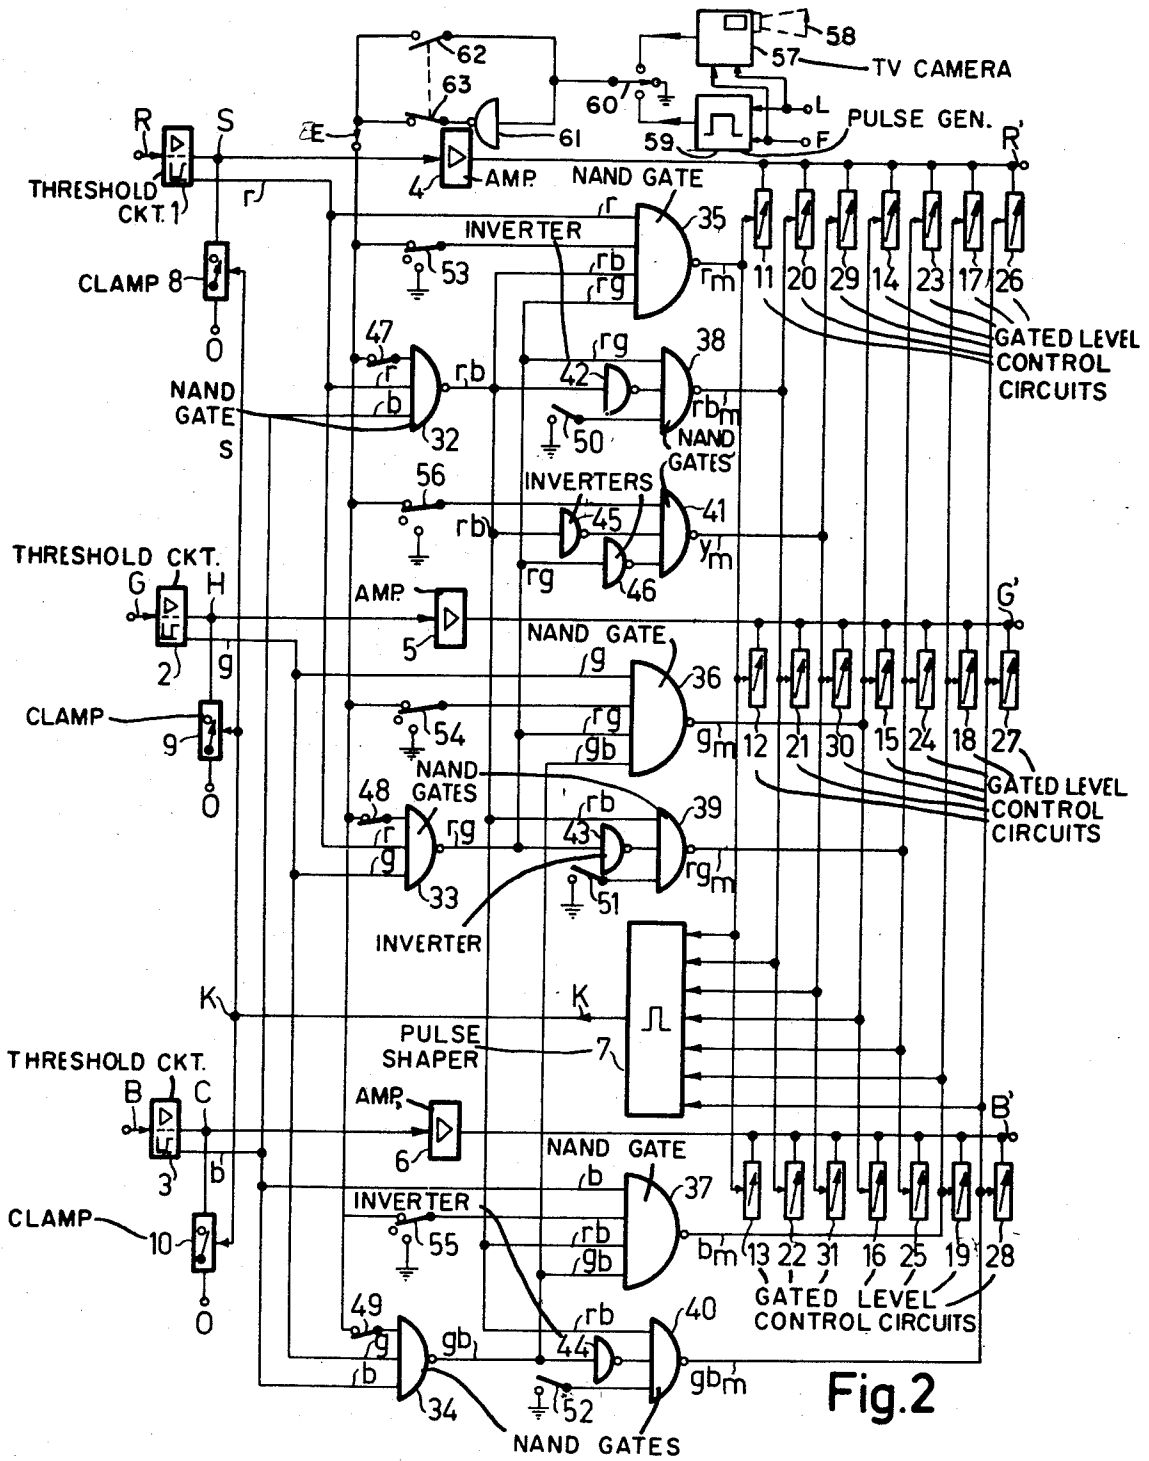 62
57
58
TV CAMERA
63
60
L
F
61
59
PULSE GEN.
R
S
E
R'
THRESHOLD
CKT. 1
r
4
AMP.
NAND GATE
INVERTER
r
35
53
rb
rg
rm
11 20 29 14 23 17 26
GATED LEVEL
CONTROL
CIRCUITS
CLAMP 8
O
47
r
b
rb
32
NAND
GATE
S
rg
38
42
rbm
50
NAND
GATES
56
INVERTERS
rb
45
41
ym
rg
46
THRESHOLD CKT.
G
H
AMP.
G'
2
g
5
NAND GATE
g
36
CLAMP
9
54
rg
gb
gm
12 21 30 15 24 18 27
GATED LEVEL
CONTROL
CIRCUITS
O
NAND
GATES
48
r
g
rg
33
rb
43
39
rgm
51
INVERTER
K
K
PULSE
SHAPER
7
THRESHOLD CKT.
B
C
AMP.
B'
3
b
6
NAND GATE
b
37
INVERTER
CLAMP
10
55
rb
gb
bm
13 22 31 16 25 19 28
GATED LEVEL
CONTROL CIRCUITS
O
49
g
b
gb
34
rb
44
40
gbm
52
NAND GATES
Fig.2